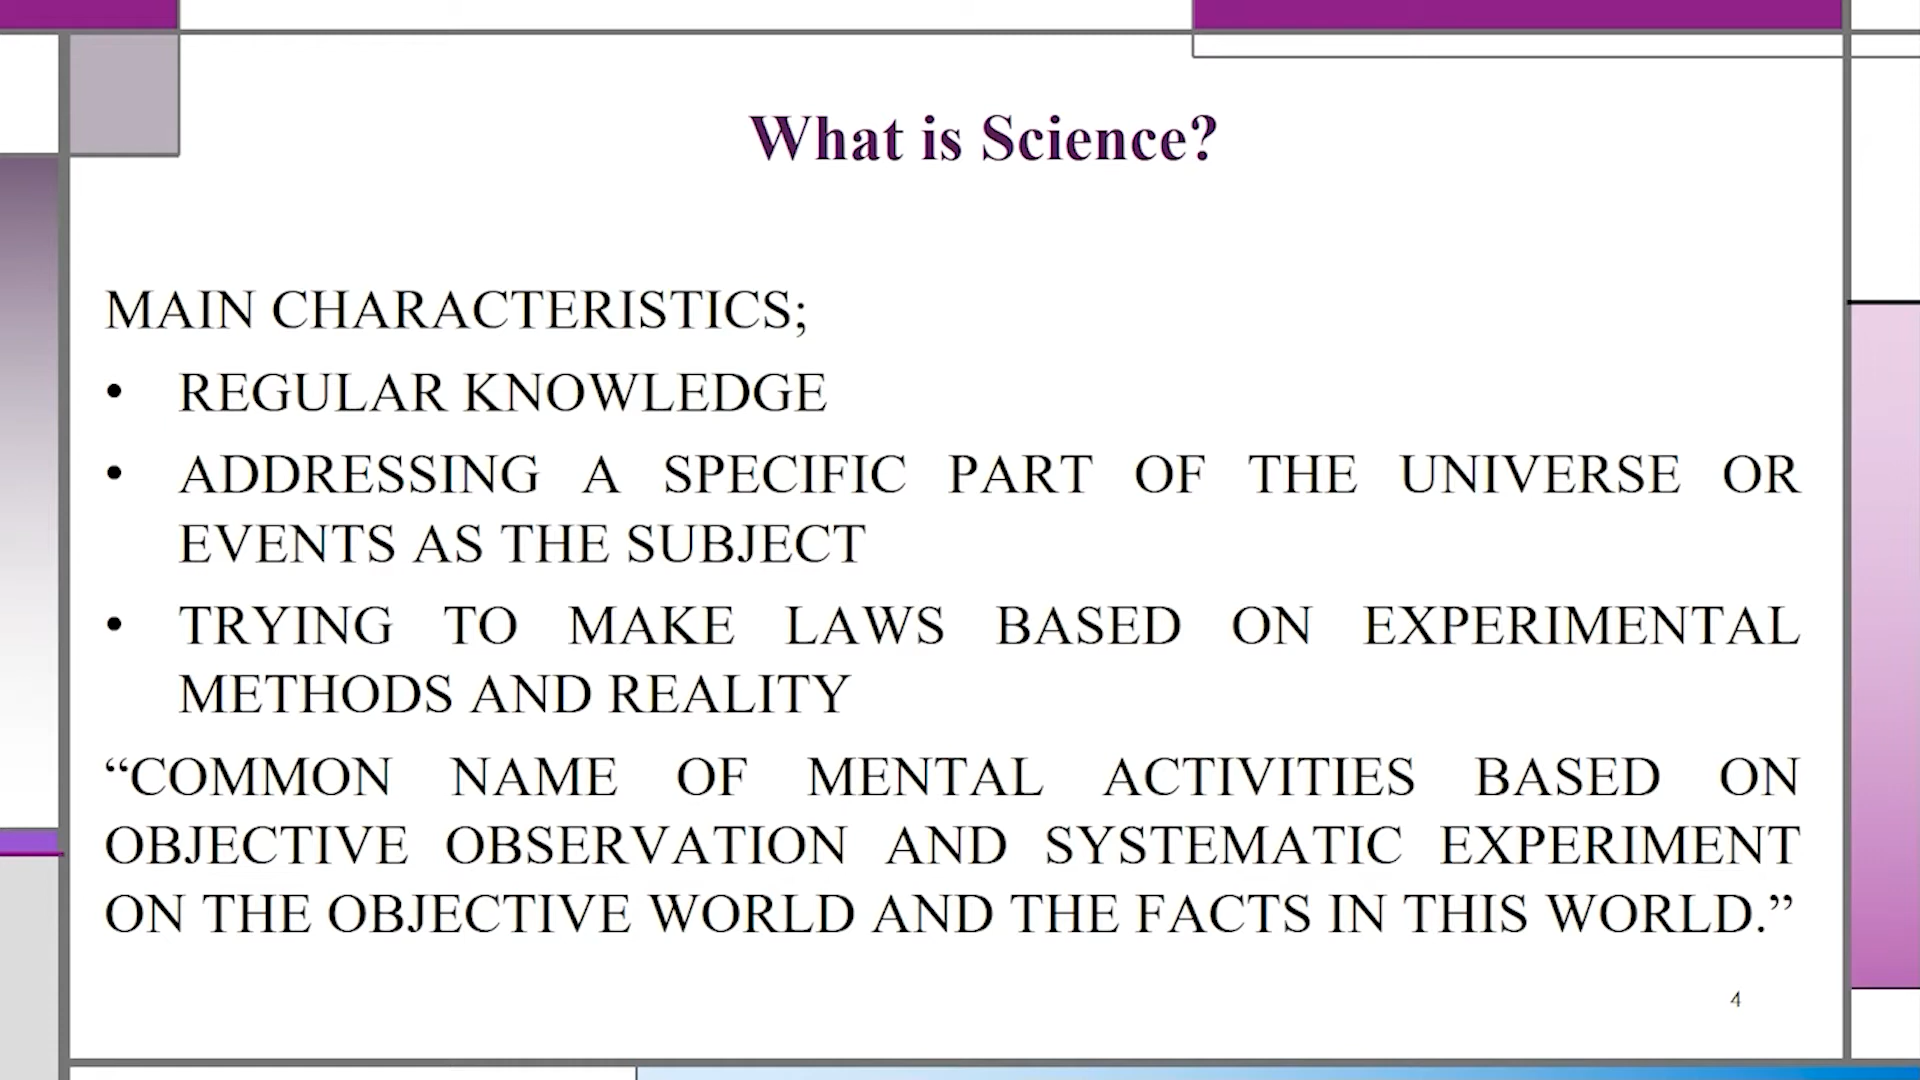 What is Science?
MAIN CHARACTERISTICS;
• REGULAR KNOWLEDGE
• ADDRESSING A SPECIFIC PART OF THE UNIVERSE OR
EVENTS AS THE SUBJECT
• TRYING TO MAKE LAWS BASED ON EXPERIMENTAL
METHODS AND REALITY
“COMMON NAME OF MENTAL ACTIVITIES BASED ON
OBJECTIVE OBSERVATION AND SYSTEMATIC EXPERIMENT
ON THE OBJECTIVE WORLD AND THE FACTS IN THIS WORLD.”
4